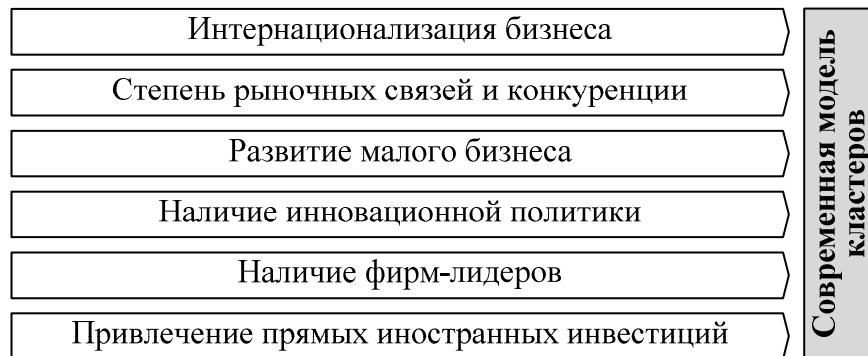 Интернационализация бизнеса
Степень рыночных связей и конкуренции
Развитие малого бизнеса
Наличие инновационной политики
Наличие фирм-лидеров
Привлечение прямых иностранных инвестиций
Современная модель
кластеров